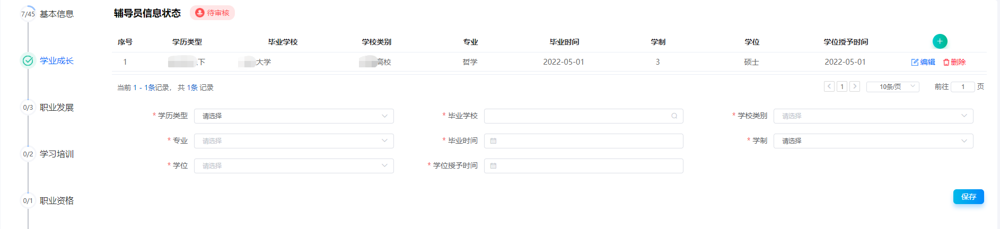 7/45 基本信息
辅导员信息状态 待审核
序号 学历类型 毕业学校 学校类别 专业 毕业时间 学制 学位 学位授予时间
学业成长
1 下 大学 高校 哲学 2022-05-01 3 硕士 2022-05-01 编辑 删除
当前 1 - 1条记录， 共 1条 记录
1 10条/页 前往 1 页
0/3 职业发展
* 学历类型 请选择 * 毕业学校 * 学校类别 请选择
* 专业 请选择 * 毕业时间 * 学制 请选择
0/2 学习培训
* 学位 请选择 * 学位授予时间
0/1 职业资格
保存